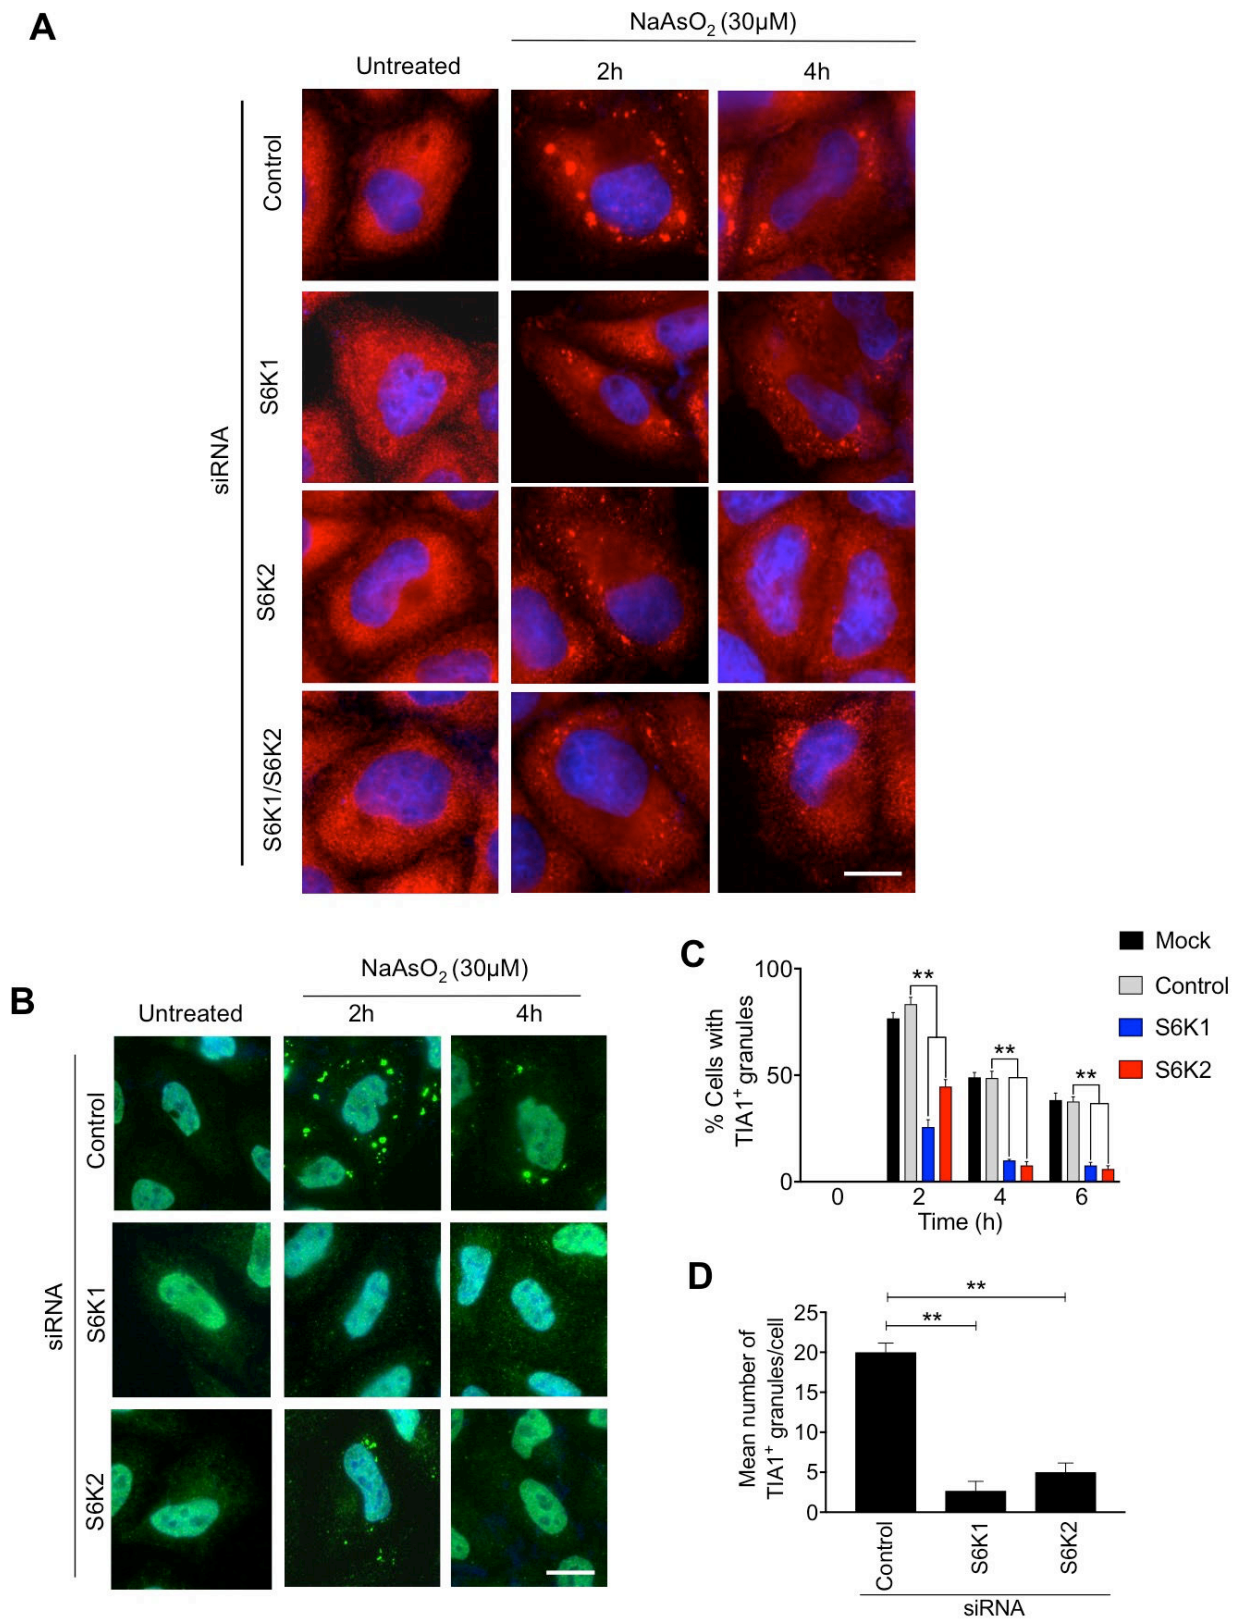 A
NaAsO2 (30µM)
Untreated
2h
4h
siRNA
Control
S6K1
S6K2
S6K1/S6K2
B
NaAsO2 (30µM)
Untreated
2h
4h
siRNA
Control
S6K1
S6K2
C
% Cells with
TIA1+ granules
100
50
0
**
**
**
0 2 4 6
Time (h)
Mock
Control
S6K1
S6K2
D
Mean number of
TIA1+ granules/cell
25
20
15
10
5
0
**
**
Control
S6K1
S6K2
siRNA